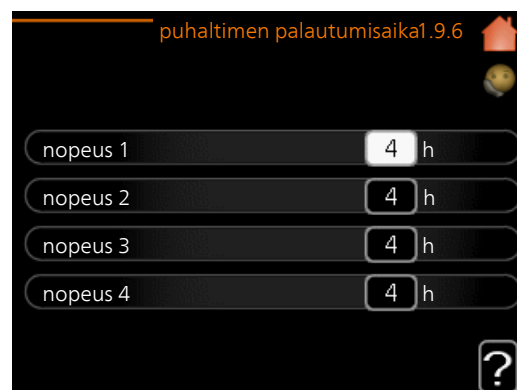 puhaltimen palautumisaika1.9.6
nopeus 1 4 h
nopeus 2 4 h
nopeus 3 4 h
nopeus 4 4 h
?